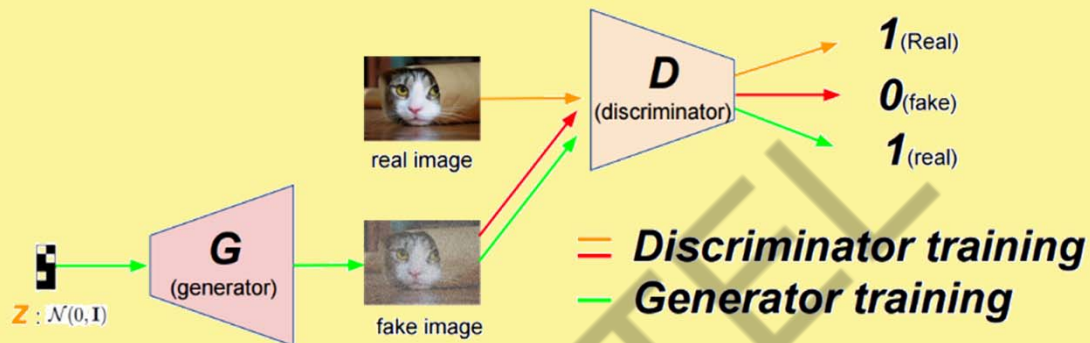 1(Real)
D
(discriminator)
0(fake)
1(real)
real image
G
(generator)
Z : 𝒩(0, I)
fake image
Discriminator training
Generator training